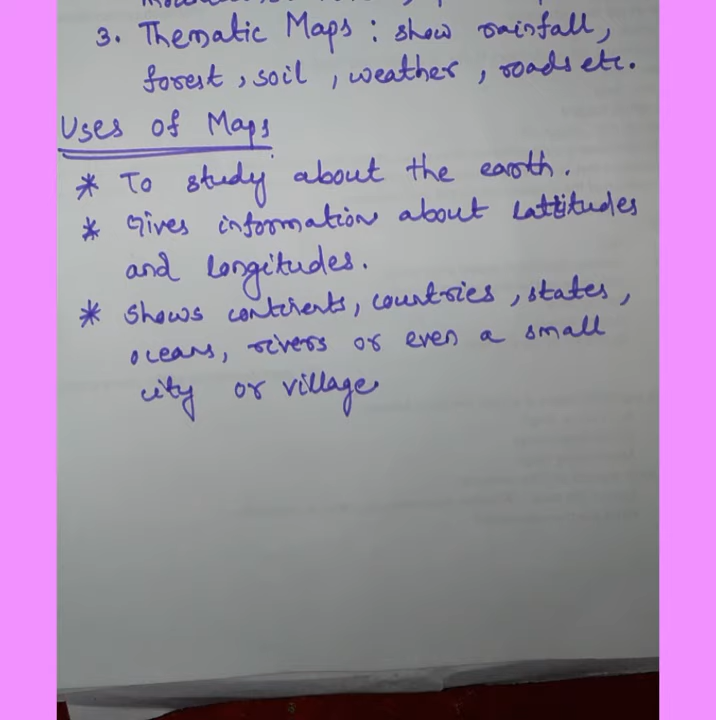 3. Thematic Maps : show rainfall,
forest, soil, weather, roads etc.
Uses of Maps
* To study about the earth.
* Gives information about Lattitudes
and longitudes.
* Shows continents, countries, states,
oceans, rivers or even a small
city or village